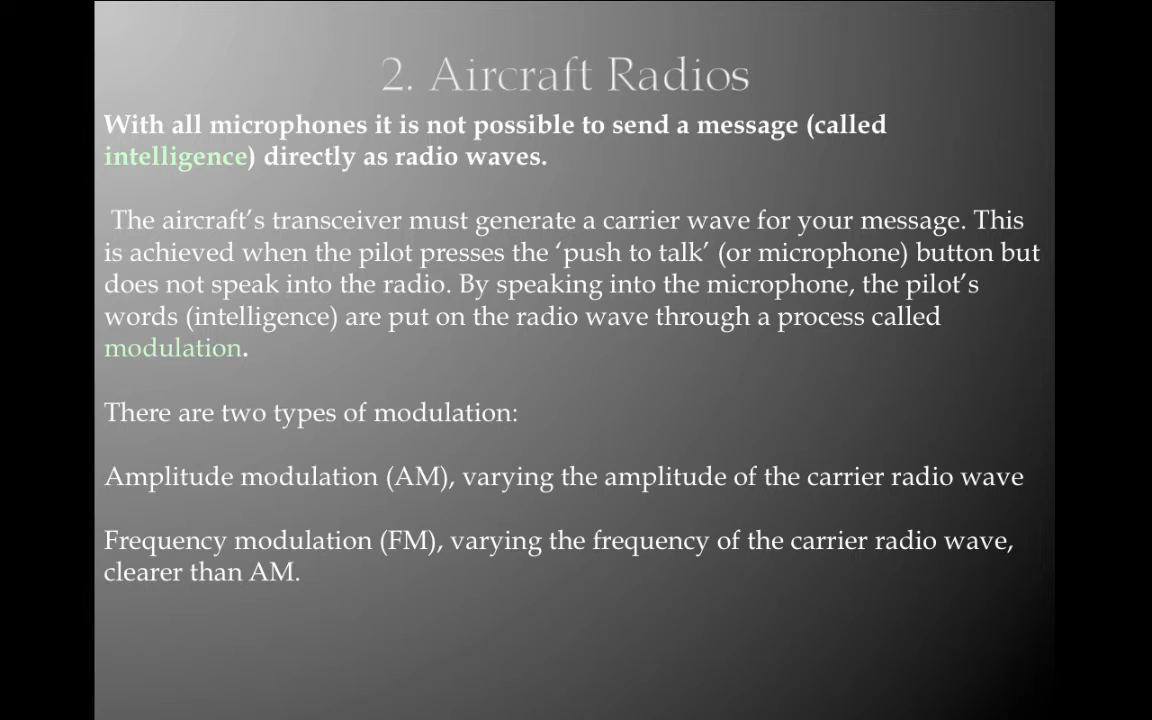 2. Aircraft Radios
With all microphones it is not possible to send a message (called
intelligence) directly as radio waves.
The aircraft’s transceiver must generate a carrier wave for your message. This
is achieved when the pilot presses the ‘push to talk’ (or microphone) button but
does not speak into the radio. By speaking into the microphone, the pilot’s
words (intelligence) are put on the radio wave through a process called
modulation.
There are two types of modulation:
Amplitude modulation (AM), varying the amplitude of the carrier radio wave
Frequency modulation (FM), varying the frequency of the carrier radio wave,
clearer than AM.